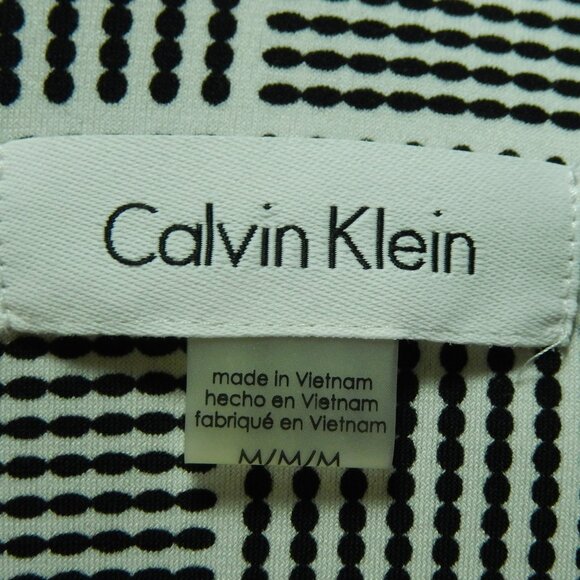 Calvin Klein
made in Vietnam
hecho en Vietnam
fabriqué en Vietnam
M/M/M